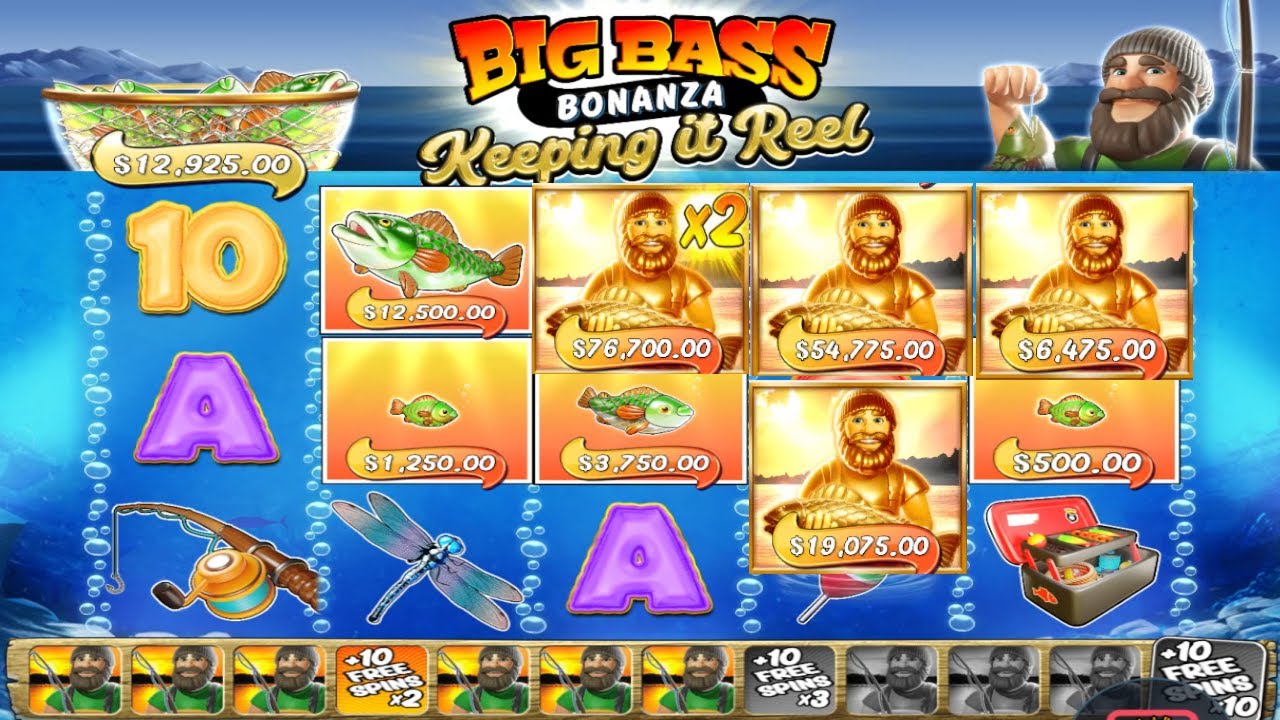 BIG BASS
BONANZA
Keeping it Reel
$12,925.00
10
$12,500.00
x2
$76,700.00
$54,775.00
$6,475.00
A
$1,250.00
$3,750.00
$500.00
$19,075.00
A
+10
FREE
SPINS
x2
+10
FREE
SPINS
x3
+10
FREE
SPINS
x10